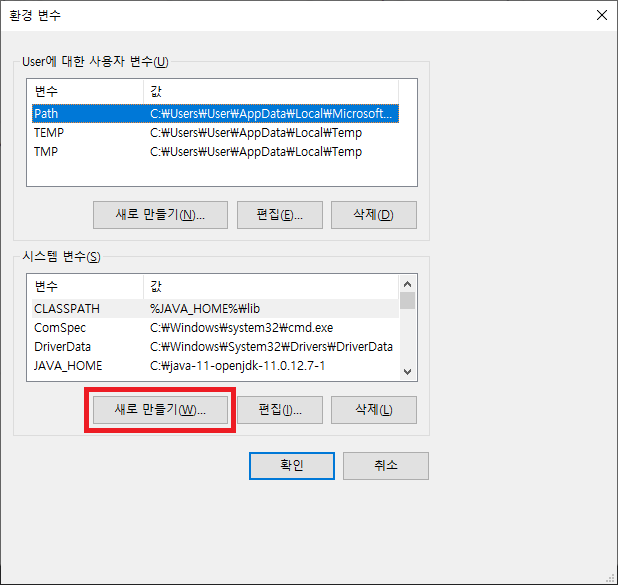 환경 변수
User에 대한 사용자 변수(U)
변수 값
Path C:₩Users₩User₩AppData₩Local₩Microsoft...
TEMP C:₩Users₩User₩AppData₩Local₩Temp
TMP C:₩Users₩User₩AppData₩Local₩Temp
새로 만들기(N)... 편집(E)... 삭제(D)
시스템 변수(S)
변수 값
CLASSPATH %JAVA_HOME%₩lib
ComSpec C:₩Windows₩system32₩cmd.exe
DriverData C:₩Windows₩System32₩Drivers₩DriverData
JAVA_HOME C:₩java-11-openjdk-11.0.12.7-1
새로 만들기(W)... 편집(I)... 삭제(L)
확인 취소